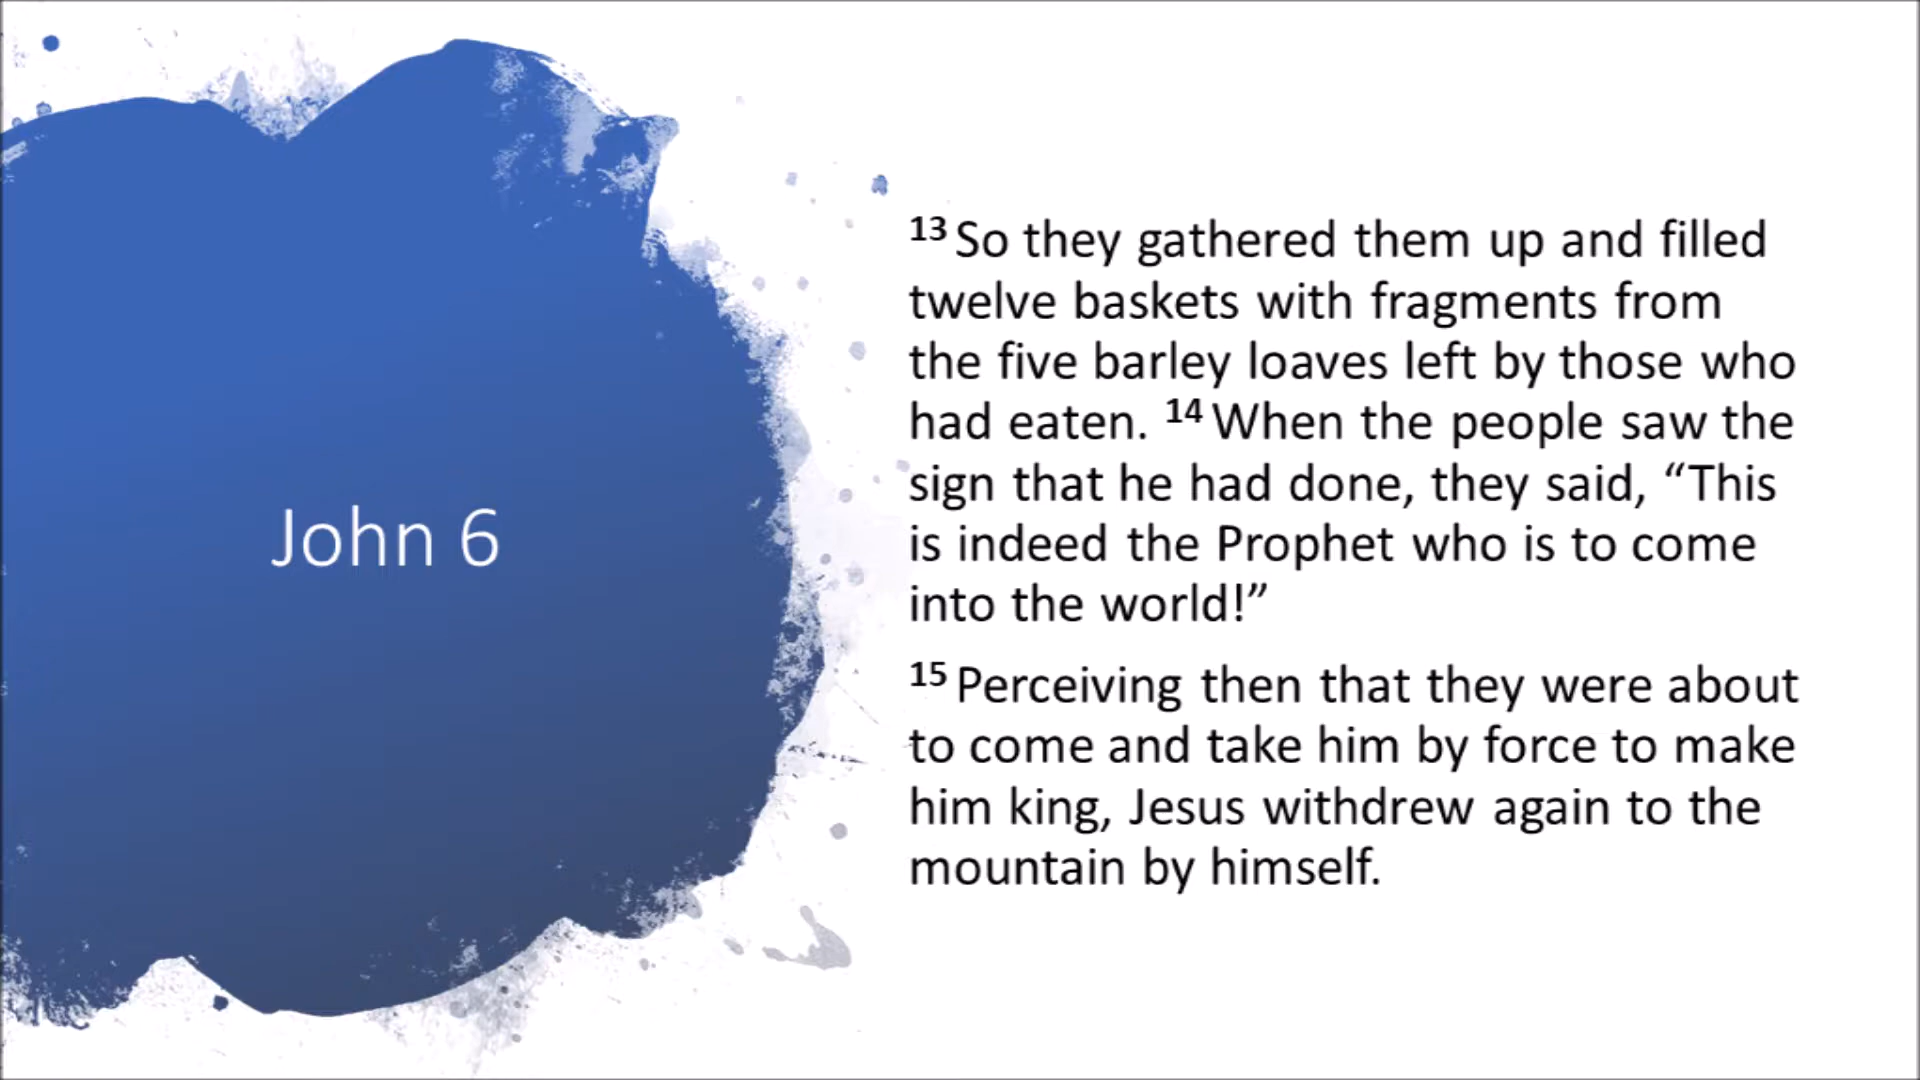 John 6
13 So they gathered them up and filled
twelve baskets with fragments from
the five barley loaves left by those who
had eaten. 14 When the people saw the
sign that he had done, they said, “This
is indeed the Prophet who is to come
into the world!”
15 Perceiving then that they were about
to come and take him by force to make
him king, Jesus withdrew again to the
mountain by himself.